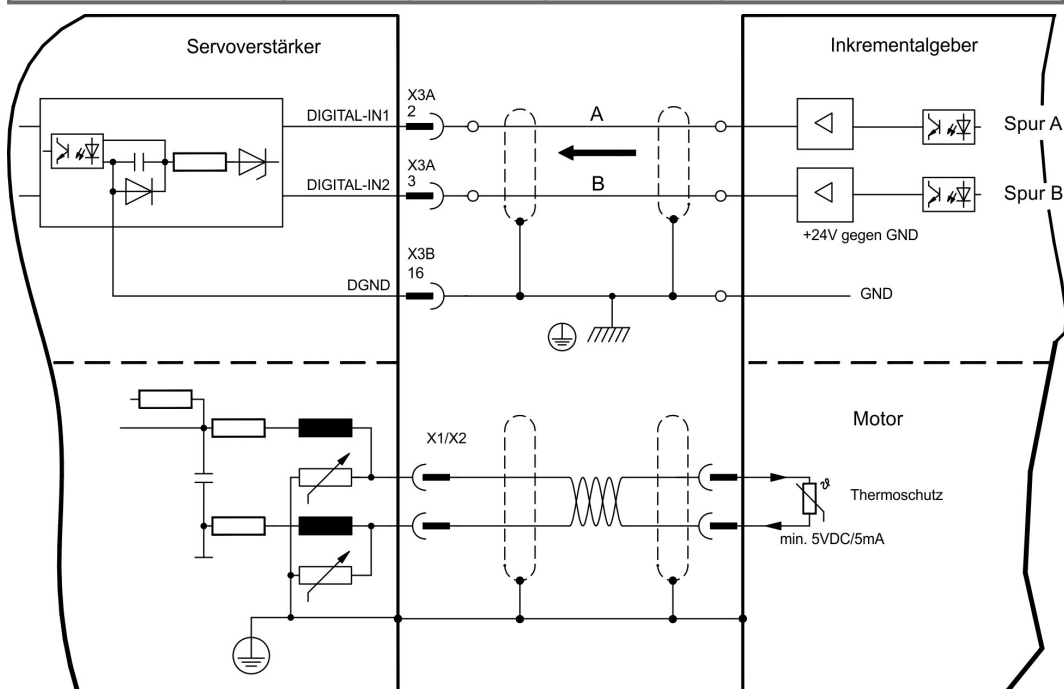 Servoverstärker
Inkrementalgeber
DIGITAL-IN1
X3A
2
A
Spur A
DIGITAL-IN2
X3A
3
B
Spur B
+24V gegen GND
DGND
X3B
16
GND
X1/X2
Motor
ϑ
Thermoschutz
min. 5VDC/5mA